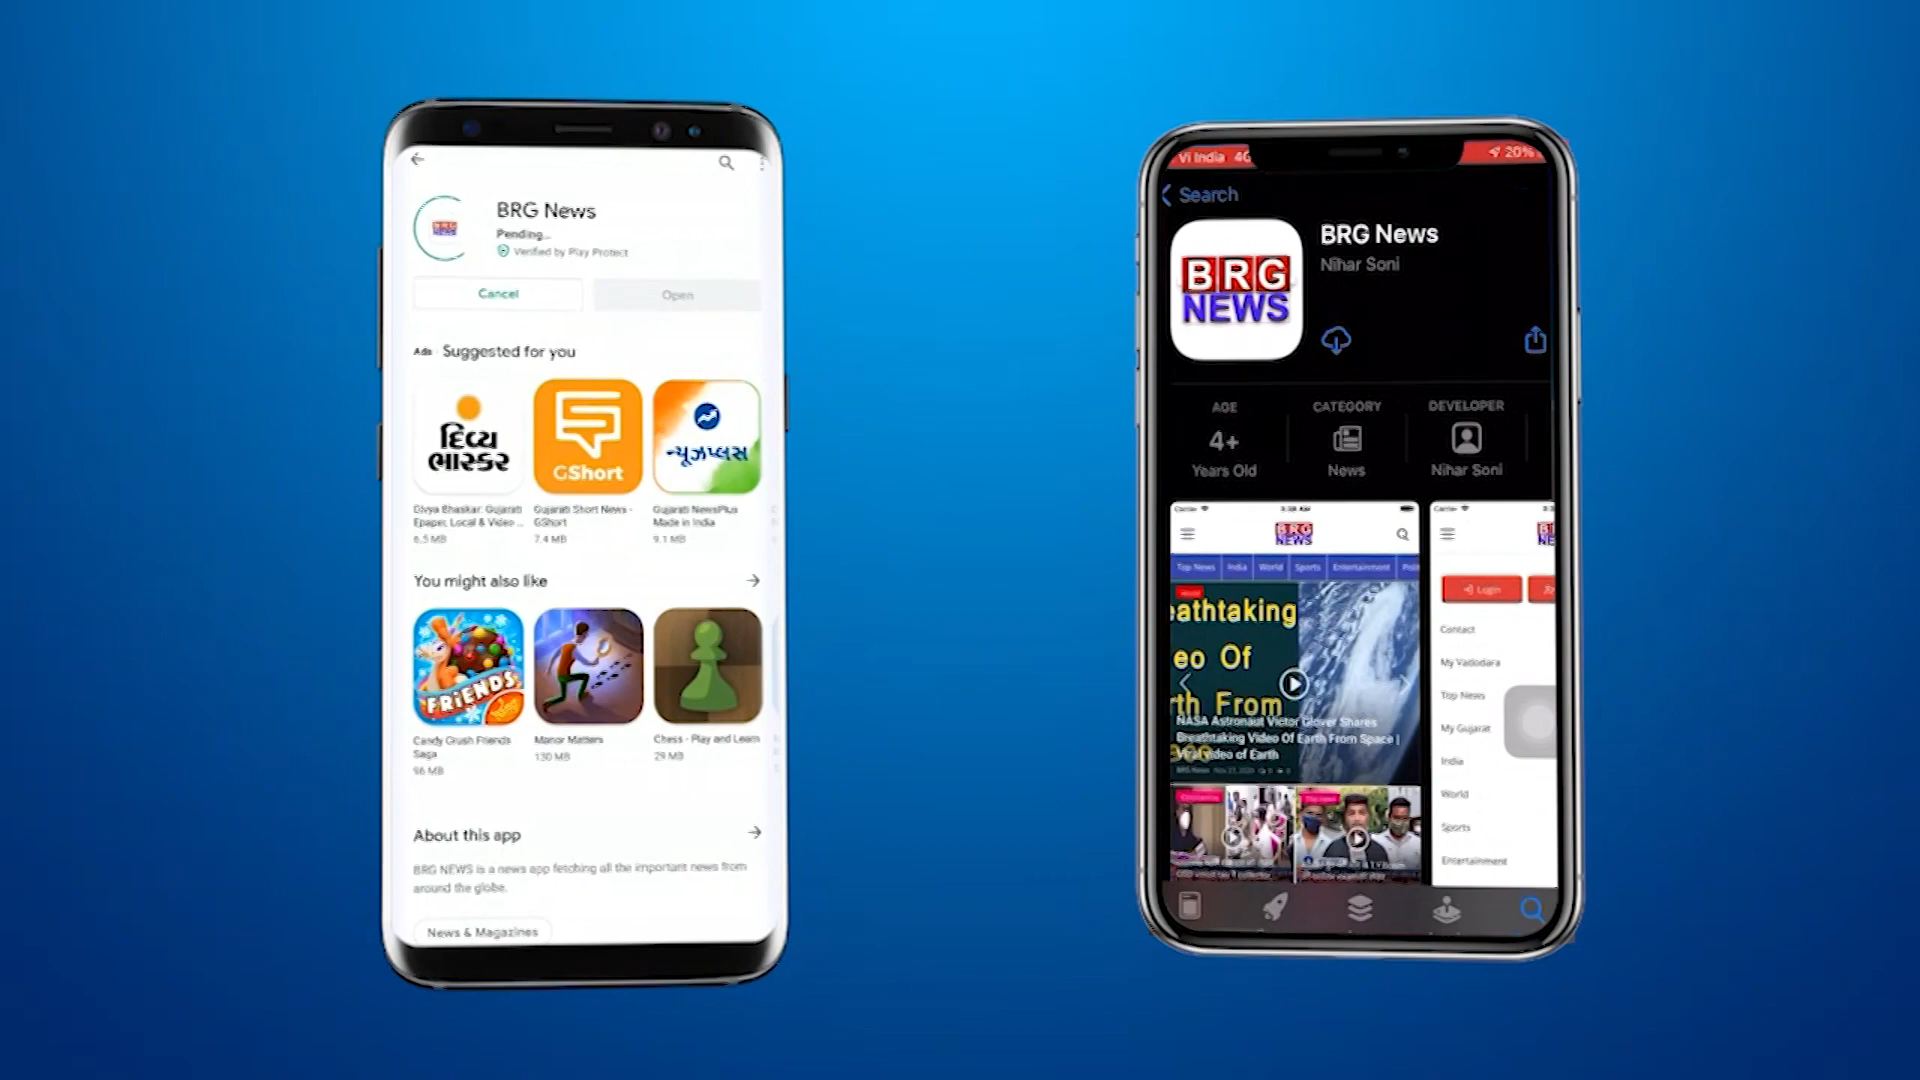 BRG News
Pending...
Verified by Play Protect
Cancel
Open
Ads Suggested for you
દિવ્ય
ભાસ્કર
GShort
ન્યૂઝપ્લસ
Divya Bhaskar: Gujarati
Epaper, Local & Video ...
6.5 MB
Gujarati Short News -
GShort
7.4 MB
Gujarati NewsPlus
Made in India
9.1 MB
You might also like
FRIENDS
Candy Crush Friends
Saga
96 MB
Manor Matters
130 MB
Chess - Play and Learn
29 MB
About this app
BRG NEWS is a news app fetching all the important news from
around the globe.
News & Magazines
Vi India 4G
20%
Search
BRG
NEWS
BRG News
Nihar Soni
AGE
4+
Years Old
CATEGORY
News
DEVELOPER
Nihar Soni
BRG
NEWS
Top News India World Sports Entertainment
eathtaking
eo Of
rth From
NASA Astronaut Victor Glover Shares
Breathtaking Video Of Earth From Space |
Viral video of Earth
Login
Contact
My Vadodara
Top News
My Gujarat
India
World
Sports
Entertainment